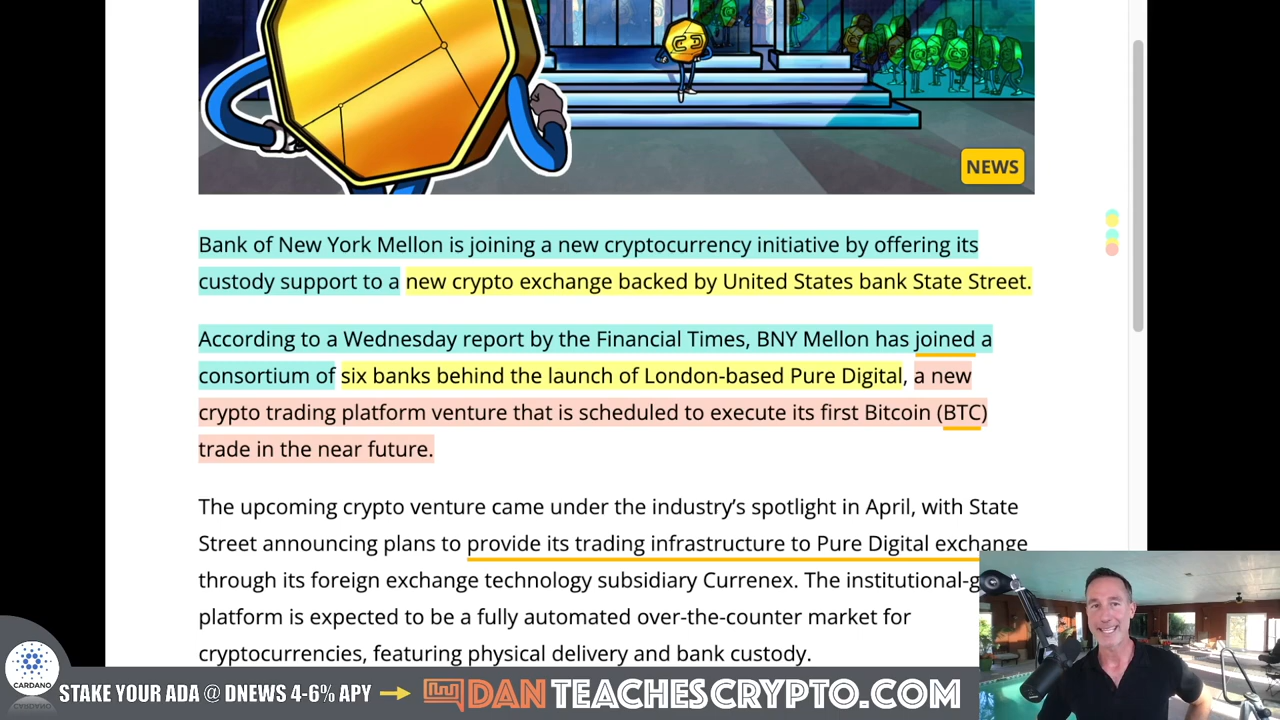 NEWS
Bank of New York Mellon is joining a new cryptocurrency initiative by offering its
custody support to a new crypto exchange backed by United States bank State Street.
According to a Wednesday report by the Financial Times, BNY Mellon has joined a
consortium of six banks behind the launch of London-based Pure Digital, a new
crypto trading platform venture that is scheduled to execute its first Bitcoin (BTC)
trade in the near future.
The upcoming crypto venture came under the industry’s spotlight in April, with State
Street announcing plans to provide its trading infrastructure to Pure Digital exchange
through its foreign exchange technology subsidiary Currenex. The institutional-g
platform is expected to be a fully automated over-the-counter market for
cryptocurrencies, featuring physical delivery and bank custody.
CARDANO
STAKE YOUR ADA @ DNEWS 4-6% APY
DANTEACHESCRYPTO.COM